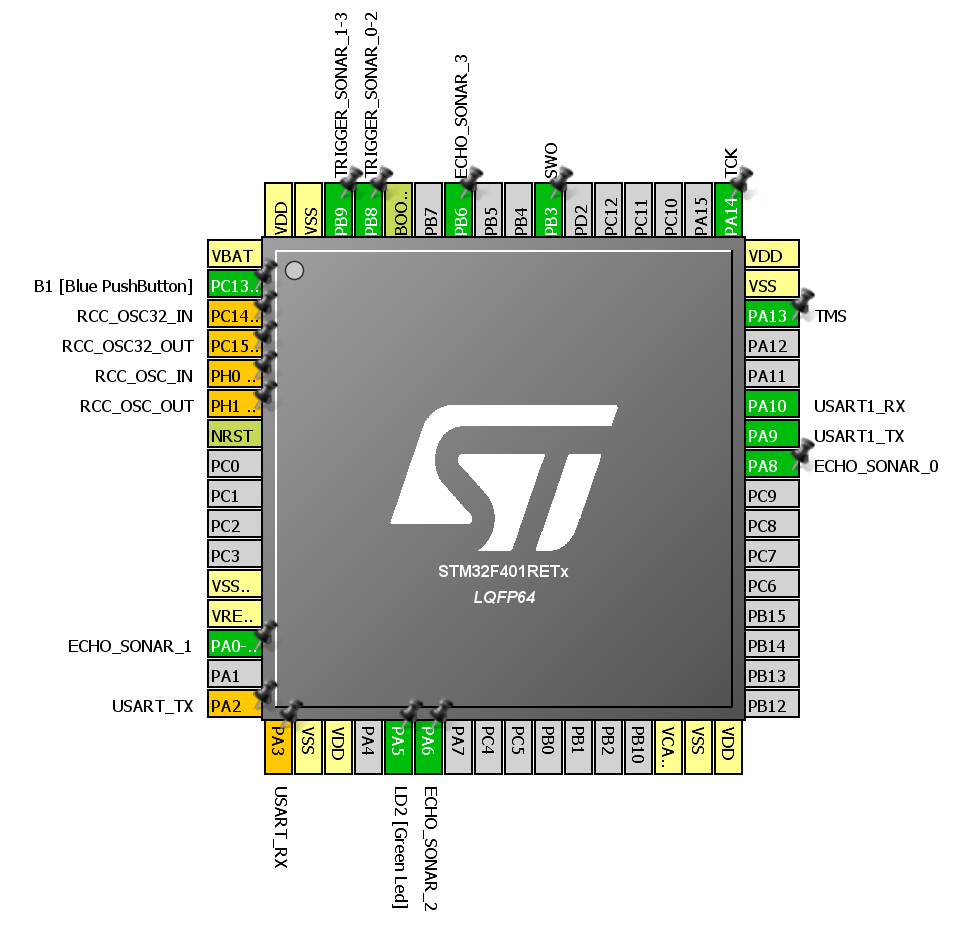 TRIGGER_SONAR_1-3
TRIGGER_SONAR_0-2
ECHO_SONAR_3
SWO
TCK
VDD
VSS
PB9
PB8
BOO..
PB7
PB6
PB5
PB4
PB3
PD2
PC12
PC11
PC10
PA15
PA14
VBAT
B1 [Blue PushButton] PC13..
RCC_OSC32_IN PC14..
RCC_OSC32_OUT PC15..
RCC_OSC_IN PH0 ..
RCC_OSC_OUT PH1 ..
NRST
PC0
PC1
PC2
PC3
VSS..
VRE..
ECHO_SONAR_1 PA0-..
PA1
USART_TX PA2
ST
STM32F401RETx
LQFP64
VDD
VSS
PA13 TMS
PA12
PA11
PA10 USART1_RX
PA9 USART1_TX
PA8 ECHO_SONAR_0
PC9
PC8
PC7
PC6
PB15
PB14
PB13
PB12
PA3
VSS
VDD
PA4
PA5
PA6
PA7
PC4
PC5
PB0
PB1
PB2
PB10
VCA..
VSS
VDD
USART_RX
LD2 [Green Led]
ECHO_SONAR_2